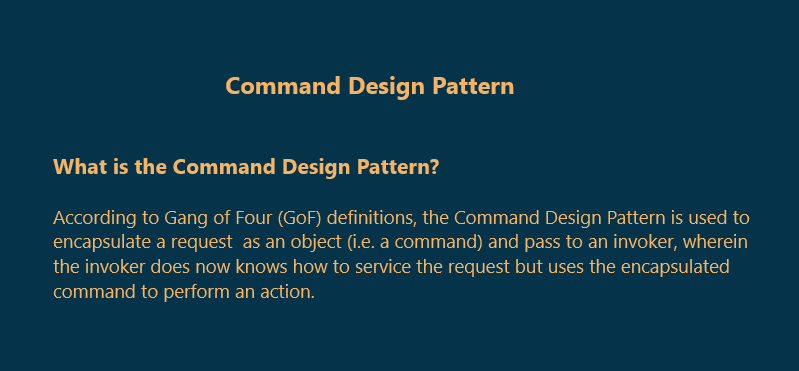 Command Design Pattern
What is the Command Design Pattern?
According to Gang of Four (GoF) definitions, the Command Design Pattern is used to
encapsulate a request  as an object (i.e. a command) and pass to an invoker, wherein
the invoker does now knows how to service the request but uses the encapsulated
command to perform an action.